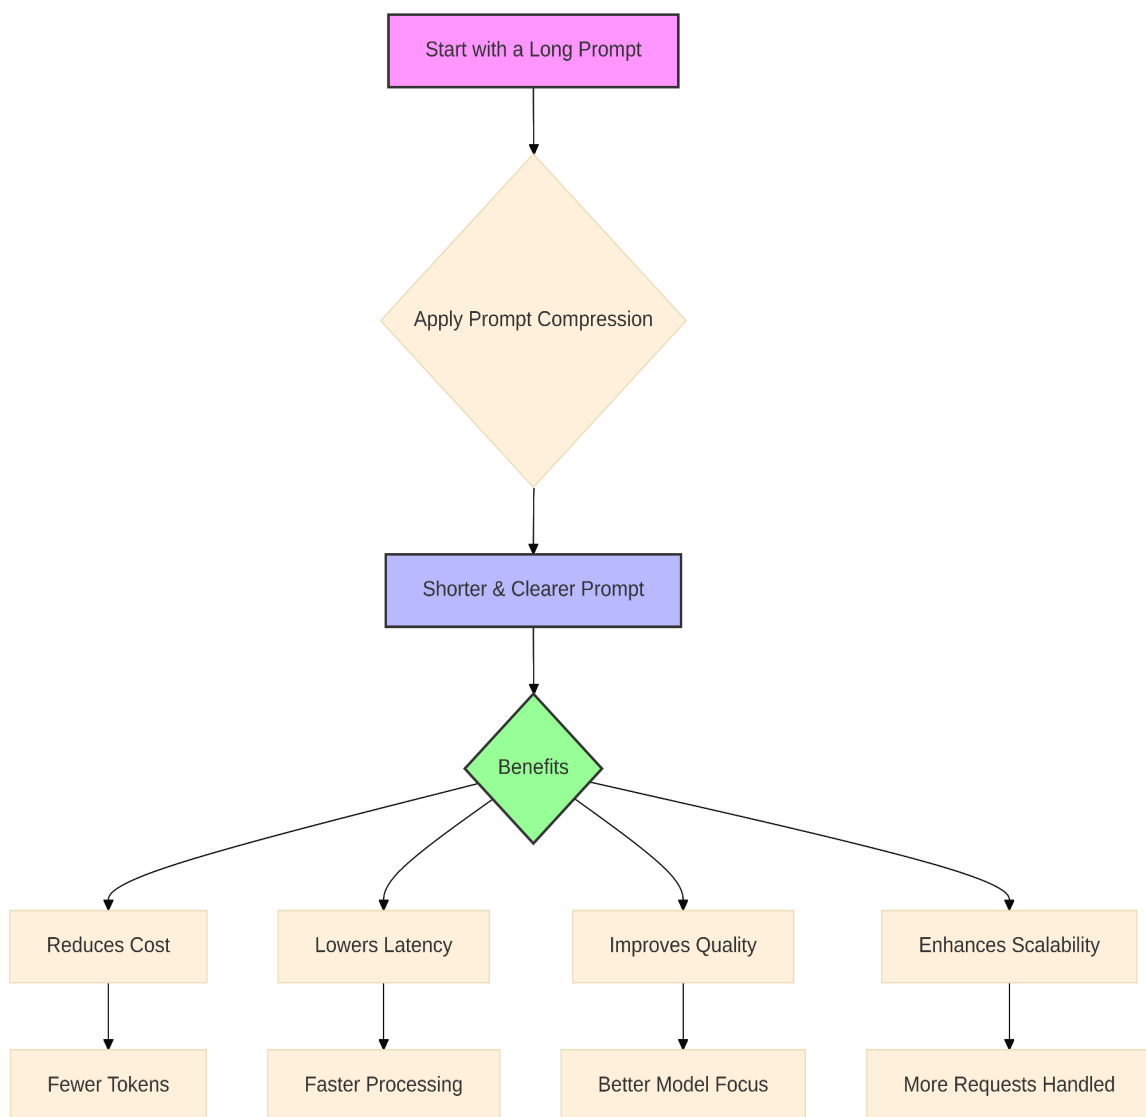 Start with a Long Prompt
Apply Prompt Compression
Shorter & Clearer Prompt
Benefits
Reduces Cost
Lowers Latency
Improves Quality
Enhances Scalability
Fewer Tokens
Faster Processing
Better Model Focus
More Requests Handled